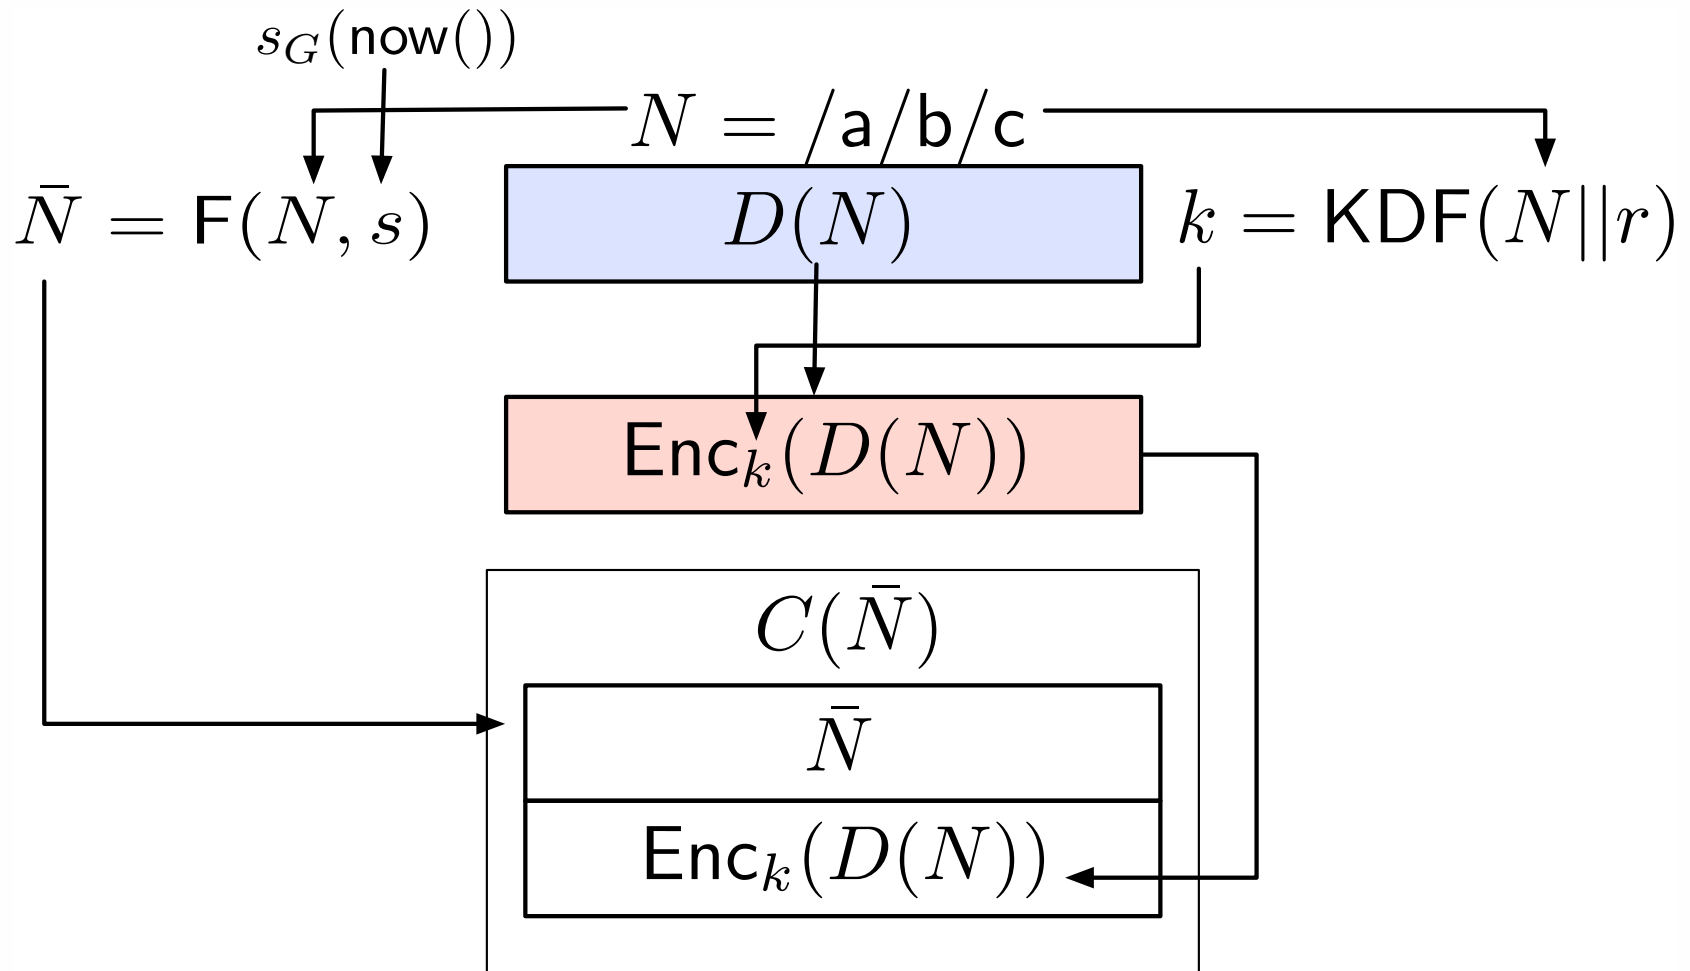 s_G(now())
N = /a/b/c
N̄ = F(N, s)
D(N)
k = KDF(N||r)
Enc_k(D(N))
C(N̄)
N̄
Enc_k(D(N))